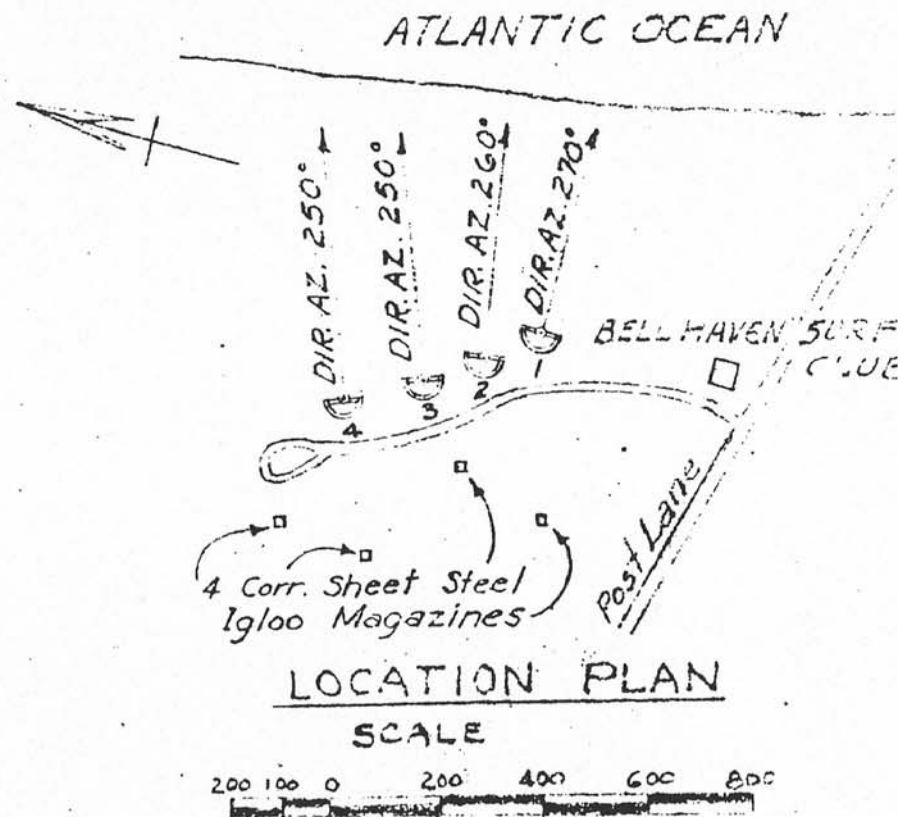 ATLANTIC OCEAN
DIR. AZ. 250°
DIR. AZ. 250°
DIR. AZ. 260°
DIR. AZ. 270°
BELLHAVEN SURF
CLUB
1
2
3
4
Post Lane
4 Corr. Sheet Steel
Igloo Magazines
LOCATION PLAN
SCALE
200 100 0 200 400 600 800